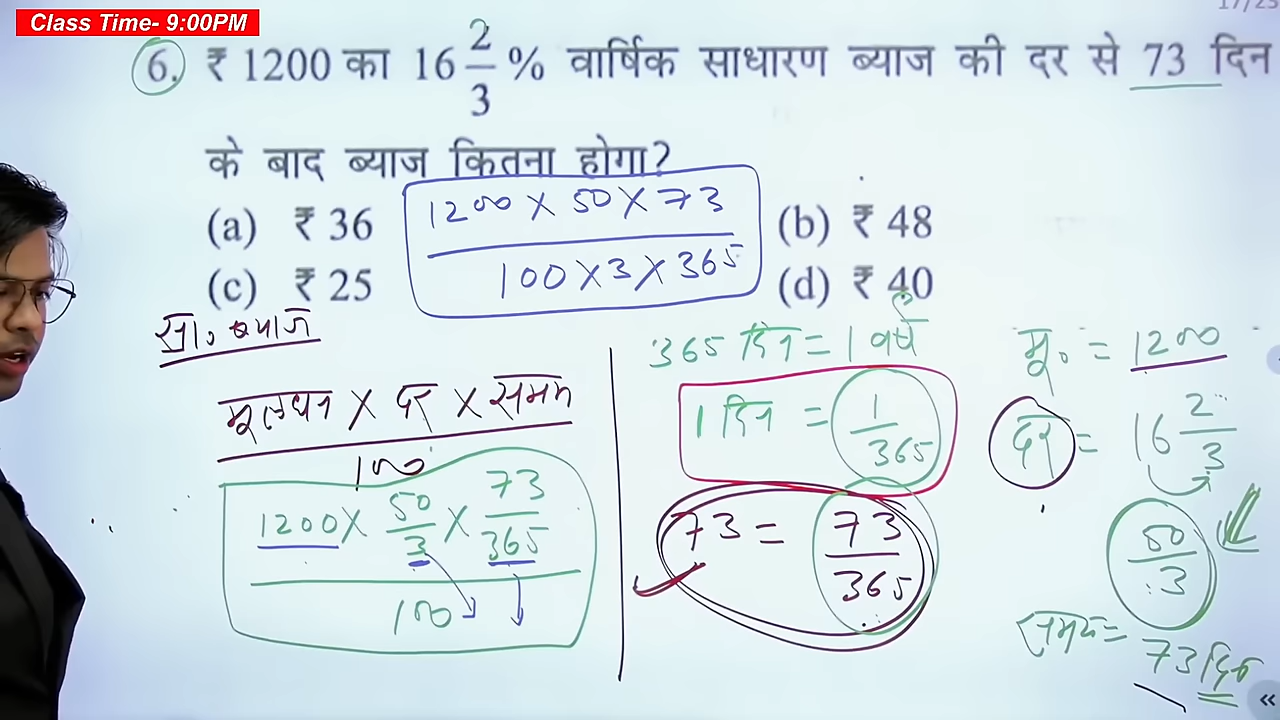 Class Time- 9:00PM
17/23
6. ₹ 1200 का 16 2/3 % वार्षिक साधारण ब्याज की दर से 73 दिन
के बाद ब्याज कितना होगा?
(a) ₹ 36
(b) ₹ 48
(c) ₹ 25
(d) ₹ 40
1200 X 50 X 73
100 X 3 X 365
सा. ब्याज
मूलधन X दर X समय
100
1200 X 50/3 X 73/365
100
365 दिन = 1 वर्ष
1 दिन = 1/365
73 = 73/365
मू. = 1200
दर = 16 2/3
50/3
समय = 73 दिन
«